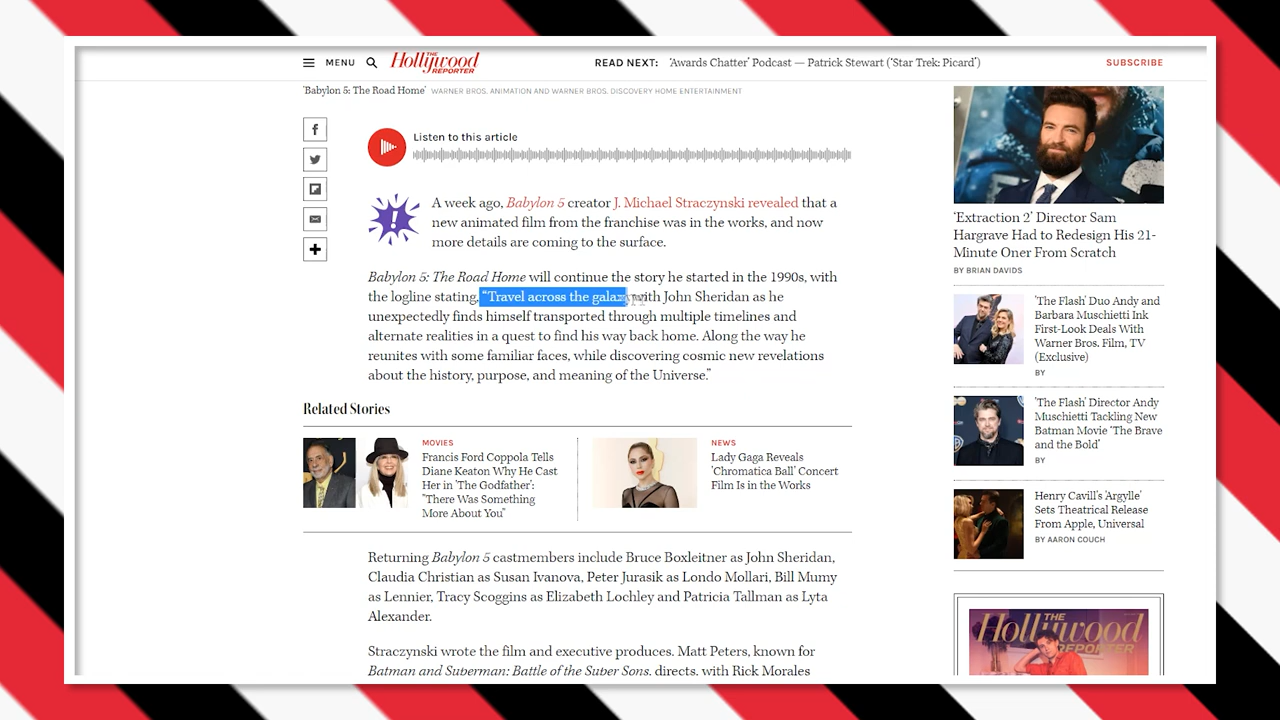 MENU
THE
Hollywood
REPORTER
READ NEXT: 'Awards Chatter' Podcast — Patrick Stewart ('Star Trek: Picard')
SUBSCRIBE
'Babylon 5: The Road Home' WARNER BROS. ANIMATION AND WARNER BROS. DISCOVERY HOME ENTERTAINMENT
Listen to this article
A week ago, Babylon 5 creator J. Michael Straczynski revealed that a
new animated film from the franchise was in the works, and now
more details are coming to the surface.
Babylon 5: The Road Home will continue the story he started in the 1990s, with
the logline stating, “Travel across the galaxy with John Sheridan as he
unexpectedly finds himself transported through multiple timelines and
alternate realities in a quest to find his way back home. Along the way he
reunites with some familiar faces, while discovering cosmic new revelations
about the history, purpose, and meaning of the Universe.”
Related Stories
MOVIES
Francis Ford Coppola Tells
Diane Keaton Why He Cast
Her in 'The Godfather':
"There Was Something
More About You"
NEWS
Lady Gaga Reveals
'Chromatica Ball' Concert
Film Is in the Works
Returning Babylon 5 castmembers include Bruce Boxleitner as John Sheridan,
Claudia Christian as Susan Ivanova, Peter Jurasik as Londo Mollari, Bill Mumy
as Lennier, Tracy Scoggins as Elizabeth Lochley and Patricia Tallman as Lyta
Alexander.
Straczynski wrote the film and executive produces. Matt Peters, known for
Batman and Superman: Battle of the Super Sons, directs, with Rick Morales
'Extraction 2' Director Sam
Hargrave Had to Redesign His 21-
Minute Oner From Scratch
BY BRIAN DAVIDS
'The Flash' Duo Andy and
Barbara Muschietti Ink
First-Look Deals With
Warner Bros. Film, TV
(Exclusive)
BY
'The Flash' Director Andy
Muschietti Tackling New
Batman Movie 'The Brave
and the Bold'
BY
Henry Cavill's 'Argylle'
Sets Theatrical Release
From Apple, Universal
BY AARON COUCH
THE
Hollywood
REPORTER